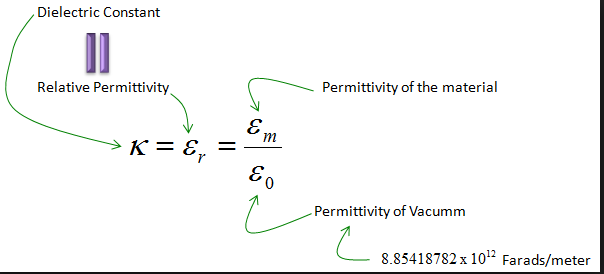 Dielectric Constant
Relative Permittivity
Permittivity of the material
κ = εr = εm / ε0
Permittivity of Vacumm
8.85418782 x 10¹² Farads/meter